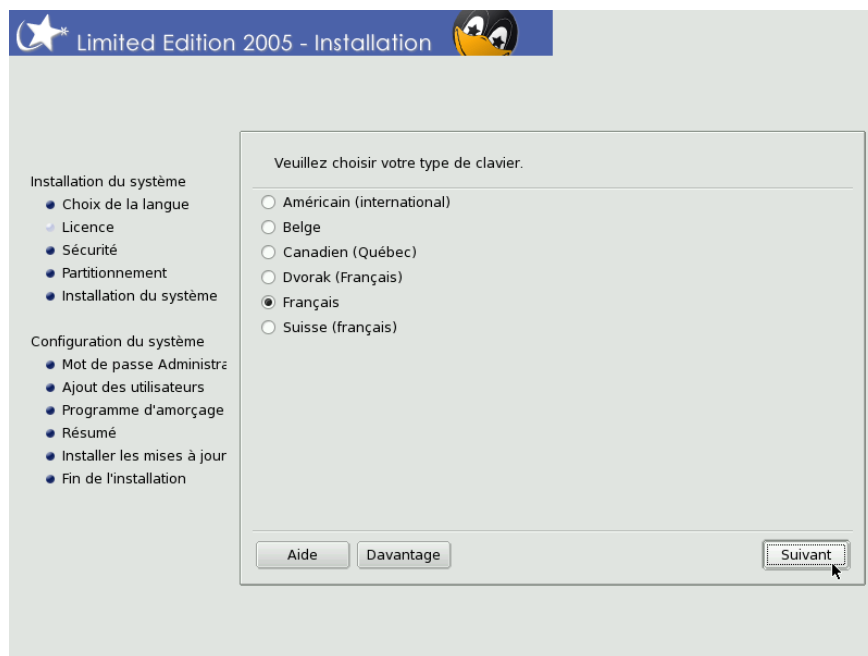 Limited Edition 2005 - Installation
Installation du système
Choix de la langue
Licence
Sécurité
Partitionnement
Installation du système
Configuration du système
Mot de passe Administra
Ajout des utilisateurs
Programme d'amorçage
Résumé
Installer les mises à jour
Fin de l'installation
Veuillez choisir votre type de clavier.
Américain (international)
Belge
Canadien (Québec)
Dvorak (Français)
Français
Suisse (français)
Aide
Davantage
Suivant